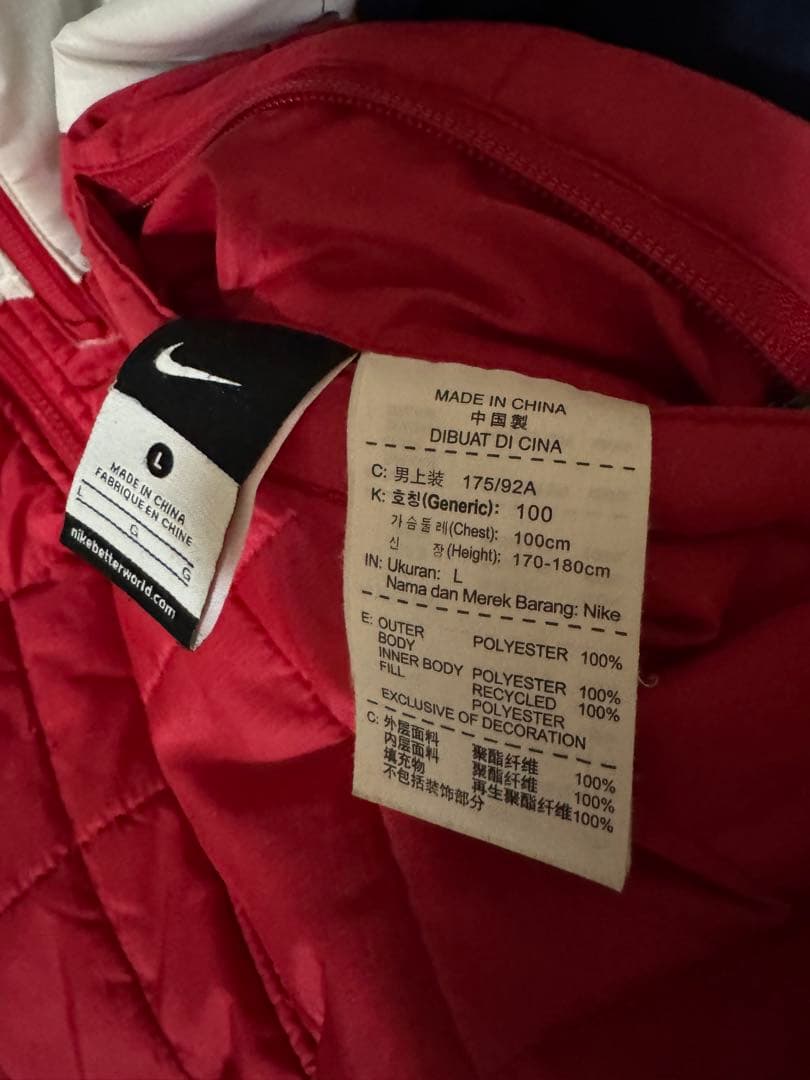 L
MADE IN CHINA
FABRIQUE EN CHINE
L G G
nikebetterworld.com
MADE IN CHINA
中国製
DIBUAT DI CINA
C: 男上装 175/92A
K: 호칭(Generic): 100
가슴둘레(Chest): 100cm
신 장(Height): 170-180cm
IN: Ukuran: L
Nama dan Merek Barang: Nike
E: OUTER
BODY POLYESTER 100%
INNER BODY POLYESTER 100%
FILL RECYCLED 100%
POLYESTER
EXCLUSIVE OF DECORATION
C: 外层面料 聚酯纤维 100%
内层面料 聚酯纤维 100%
填充物 再生聚酯纤维100%
不包括装饰部分